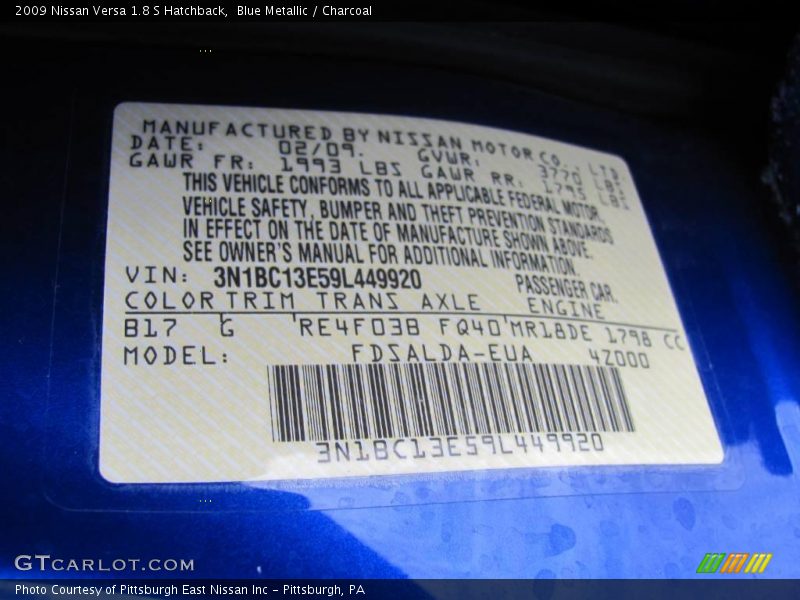 2009 Nissan Versa 1.8 S Hatchback,  Blue Metallic / Charcoal
MANUFACTURED BY NISSAN MOTOR CO., LTD
DATE: 02/09. GVWR: 3770 LBS
GAWR FR: 1993 LBS GAWR RR: 1795 LBS
THIS VEHICLE CONFORMS TO ALL APPLICABLE FEDERAL MOTOR
VEHICLE SAFETY, BUMPER AND THEFT PREVENTION STANDARDS
IN EFFECT ON THE DATE OF MANUFACTURE SHOWN ABOVE.
SEE OWNER'S MANUAL FOR ADDITIONAL INFORMATION.
VIN: 3N1BC13E59L449920 PASSENGER CAR.
COLOR TRIM TRANS AXLE ENGINE
B17 G RE4F03B FQ40 MR18DE 1798 CC
MODEL: FDSALDA-EUA 4Z000
3N1BC13E59L449920
GTCARLOT.COM
Photo Courtesy of Pittsburgh East Nissan Inc - Pittsburgh, PA